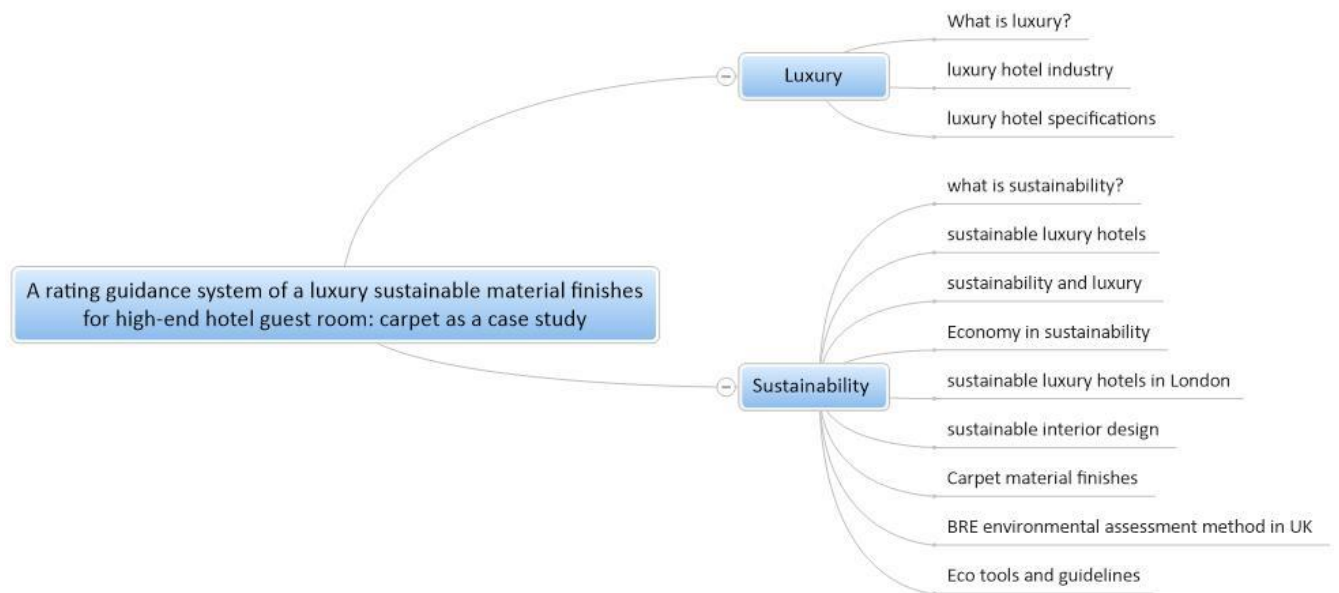 What is luxury?
Luxury
luxury hotel industry
luxury hotel specifications
what is sustainability?
sustainable luxury hotels
A rating guidance system of a luxury sustainable material finishes
for high-end hotel guest room: carpet as a case study
sustainability and luxury
Economy in sustainability
Sustainability
sustainable luxury hotels in London
sustainable interior design
Carpet material finishes
BRE environmental assessment method in UK
Eco tools and guidelines